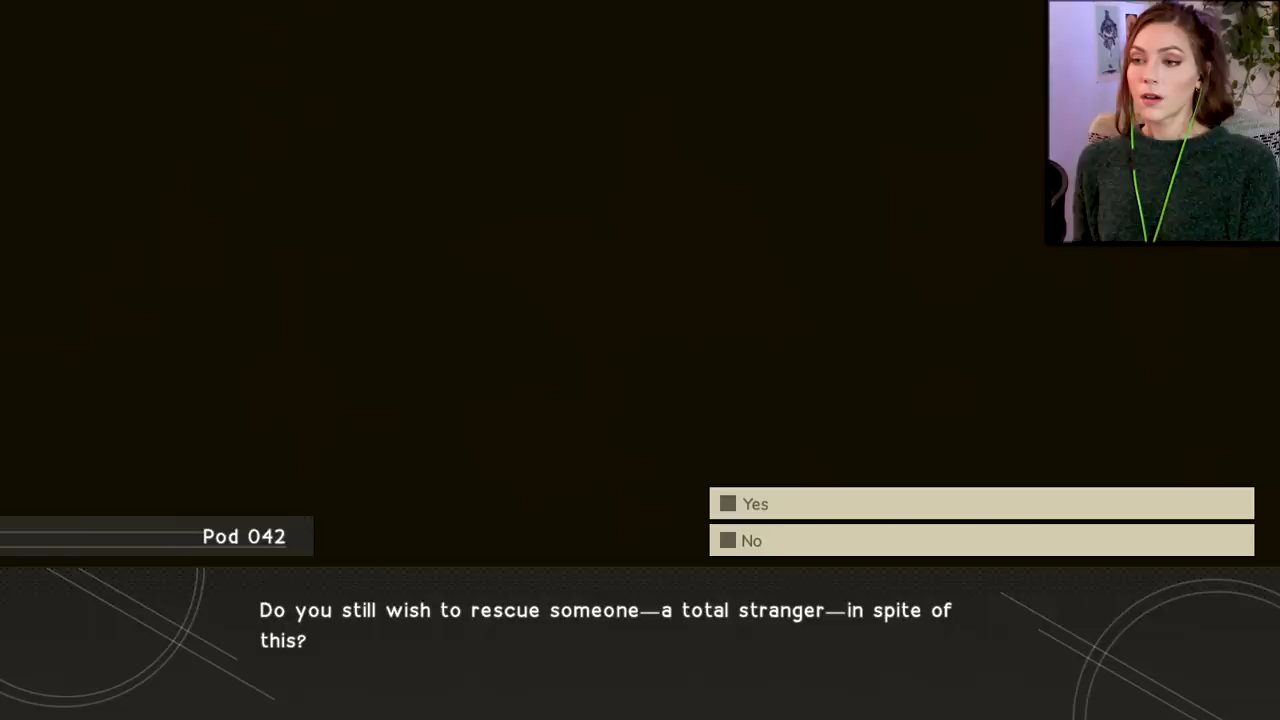 Yes
No
Pod 042
Do you still wish to rescue someone—a total stranger—in spite of
this?